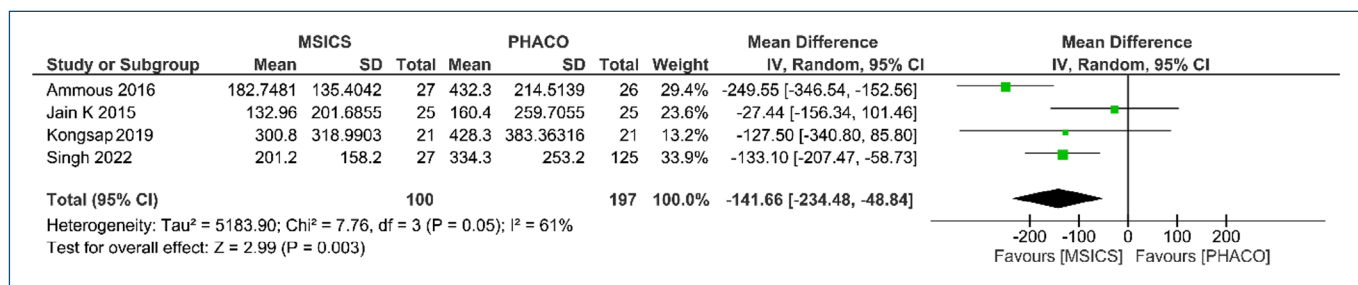 MSICS PHACO Mean Difference Mean Difference
Study or Subgroup Mean SD Total Mean SD Total Weight IV, Random, 95% CI IV, Random, 95% CI
Ammous 2016 182.7481 135.4042 27 432.3 214.5139 26 29.4% -249.55 [-346.54, -152.56]
Jain K 2015 132.96 201.6855 25 160.4 259.7055 25 23.6% -27.44 [-156.34, 101.46]
Kongsap 2019 300.8 318.9903 21 428.3 383.36316 21 13.2% -127.50 [-340.80, 85.80]
Singh 2022 201.2 158.2 27 334.3 253.2 125 33.9% -133.10 [-207.47, -58.73]
Total (95% CI) 100 197 100.0% -141.66 [-234.48, -48.84]
Heterogeneity: Tau² = 5183.90; Chi² = 7.76, df = 3 (P = 0.05); I² = 61%
Test for overall effect: Z = 2.99 (P = 0.003)
-200 -100 0 100 200
Favours [MSICS] Favours [PHACO]